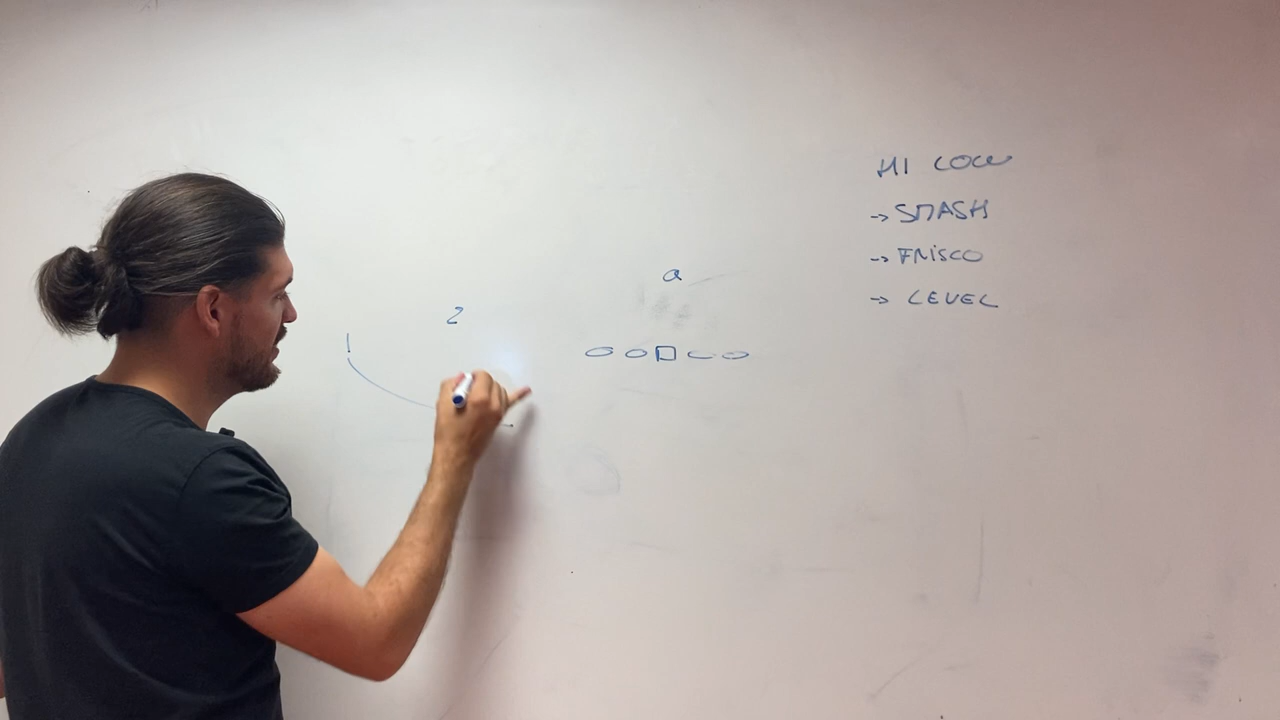 HI LOW
→ SMASH
→ FRISCO
→ LEVEL
a
2
1